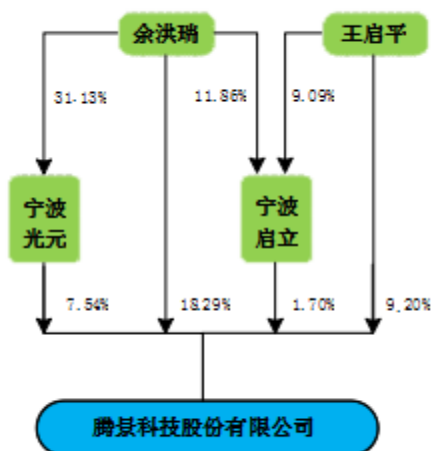 余洪瑞
王启平
31.13%
11.86%
9.09%
宁波
光元
宁波
启立
7.54%
18.29%
1.70%
9.20%
腾景科技股份有限公司